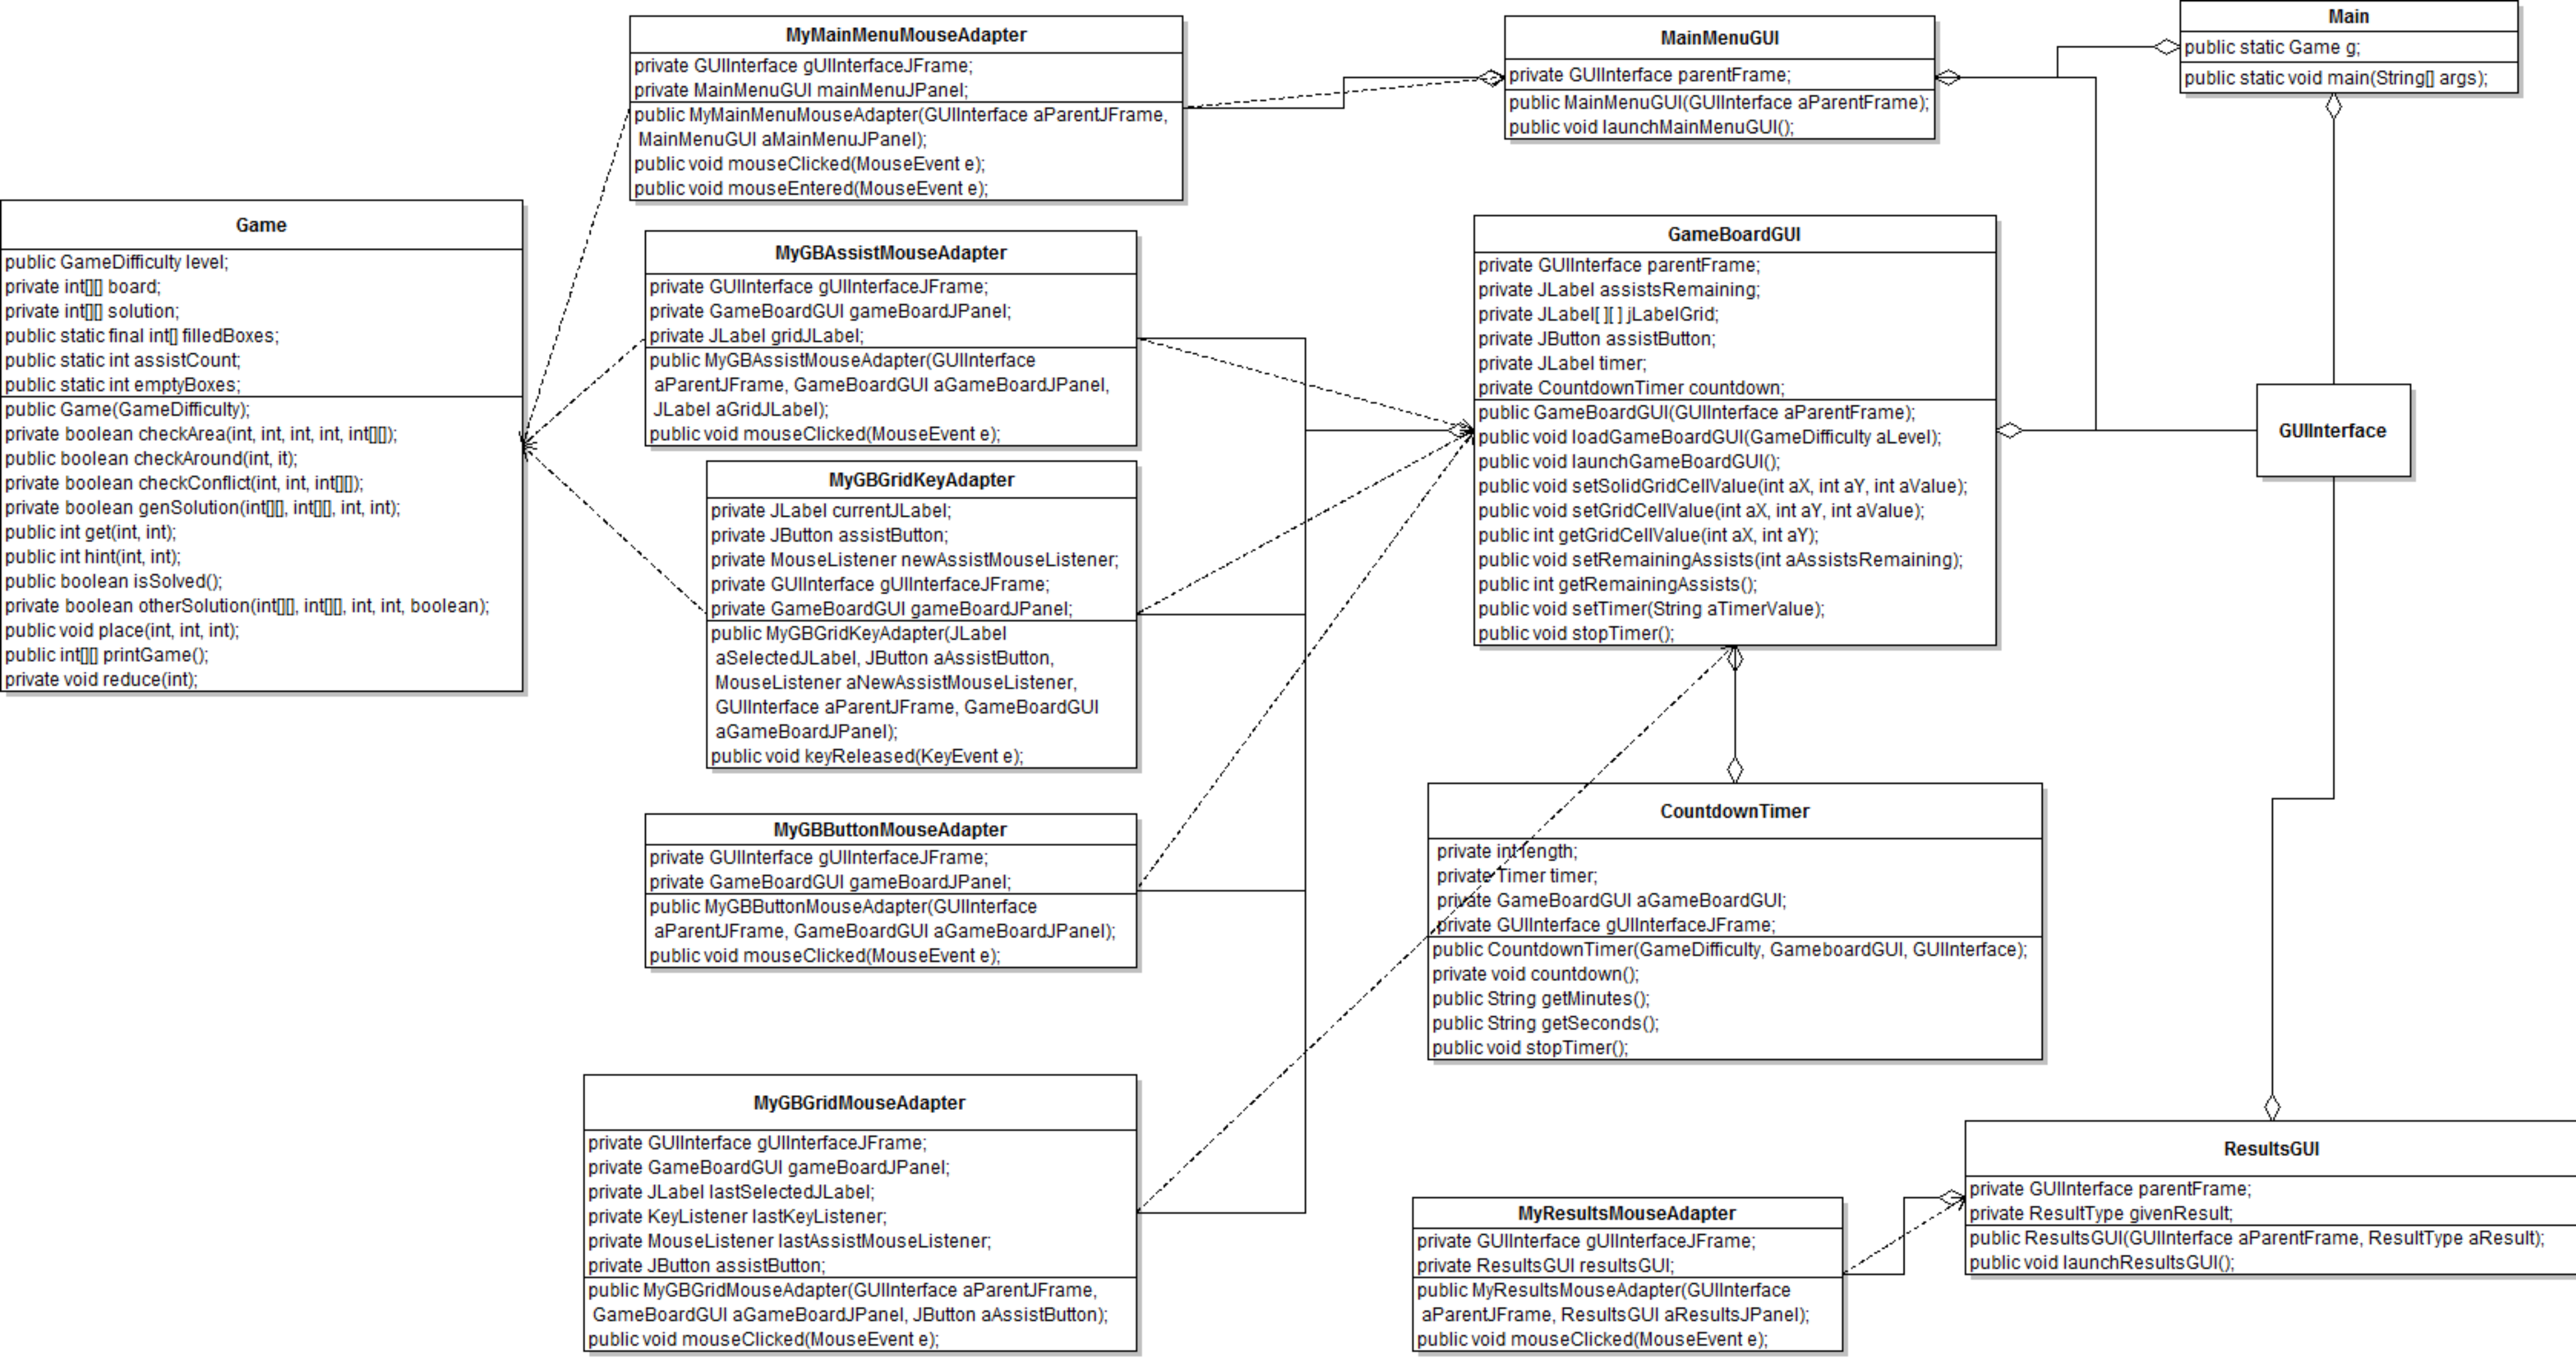 MyMainMenuMouseAdapter
private GUIInterface gUIInterfaceJFrame;
private MainMenuGUI mainMenuJPanel;
public MyMainMenuMouseAdapter(GUIInterface aParentJFrame,
MainMenuGUI aMainMenuJPanel);
public void mouseClicked(MouseEvent e);
public void mouseEntered(MouseEvent e);
MainMenuGUI
private GUIInterface parentFrame;
public MainMenuGUI(GUIInterface aParentFrame);
public void launchMainMenuGUI();
Main
public static Game g;
public static void main(String[] args);
Game
public GameDifficulty level;
private int[][] board;
private int[][] solution;
public static final int[] filledBoxes;
public static int assistCount;
public static int emptyBoxes;
public Game(GameDifficulty);
private boolean checkArea(int, int, int, int, int[][]);
public boolean checkAround(int, it);
private boolean checkConflict(int, int, int[][]);
private boolean genSolution(int[][], int[][], int, int);
public int get(int, int);
public int hint(int, int);
public boolean isSolved();
private boolean otherSolution(int[][], int[][], int, int, boolean);
public void place(int, int, int);
public int[][] printGame();
private void reduce(int);
MyGBAssistMouseAdapter
private GUIInterface gUIInterfaceJFrame;
private GameBoardGUI gameBoardJPanel;
private JLabel gridJLabel;
public MyGBAssistMouseAdapter(GUIInterface
aParentJFrame, GameBoardGUI aGameBoardJPanel,
JLabel aGridJLabel);
public void mouseClicked(MouseEvent e);
GameBoardGUI
private GUIInterface parentFrame;
private JLabel assistsRemaining;
private JLabel[ ][ ] jLabelGrid;
private JButton assistButton;
private JLabel timer;
private CountdownTimer countdown;
public GameBoardGUI(GUIInterface aParentFrame);
public void loadGameBoardGUI(GameDifficulty aLevel);
public void launchGameBoardGUI();
public void setSolidGridCellValue(int aX, int aY, int aValue);
public void setGridCellValue(int aX, int aY, int aValue);
public int getGridCellValue(int aX, int aY);
public void setRemainingAssists(int aAssistsRemaining);
public int getRemainingAssists();
public void setTimer(String aTimerValue);
public void stopTimer();
GUIInterface
MyGBGridKeyAdapter
private JLabel currentJLabel;
private JButton assistButton;
private MouseListener newAssistMouseListener;
private GUIInterface gUIInterfaceJFrame;
private GameBoardGUI gameBoardJPanel;
public MyGBGridKeyAdapter(JLabel
aSelectedJLabel, JButton aAssistButton,
MouseListener aNewAssistMouseListener,
GUIInterface aParentJFrame, GameBoardGUI
aGameBoardJPanel);
public void keyReleased(KeyEvent e);
MyGBButtonMouseAdapter
private GUIInterface gUIInterfaceJFrame;
private GameBoardGUI gameBoardJPanel;
public MyGBButtonMouseAdapter(GUIInterface
aParentJFrame, GameBoardGUI aGameBoardJPanel);
public void mouseClicked(MouseEvent e);
CountdownTimer
private int length;
private Timer timer;
private GameBoardGUI aGameBoardGUI;
private GUIInterface gUIInterfaceJFrame;
public CountdownTimer(GameDifficulty, GameboardGUI, GUIInterface);
private void countdown();
public String getMinutes();
public String getSeconds();
public void stopTimer();
MyGBGridMouseAdapter
private GUIInterface gUIInterfaceJFrame;
private GameBoardGUI gameBoardJPanel;
private JLabel lastSelectedJLabel;
private KeyListener lastKeyListener;
private MouseListener lastAssistMouseListener;
private JButton assistButton;
public MyGBGridMouseAdapter(GUIInterface aParentJFrame,
GameBoardGUI aGameBoardJPanel, JButton aAssistButton);
public void mouseClicked(MouseEvent e);
MyResultsMouseAdapter
private GUIInterface gUIInterfaceJFrame;
private ResultsGUI resultsGUI;
public MyResultsMouseAdapter(GUIInterface
aParentJFrame, ResultsGUI aResultsJPanel);
public void mouseClicked(MouseEvent e);
ResultsGUI
private GUIInterface parentFrame;
private ResultType givenResult;
public ResultsGUI(GUIInterface aParentFrame, ResultType aResult);
public void launchResultsGUI();